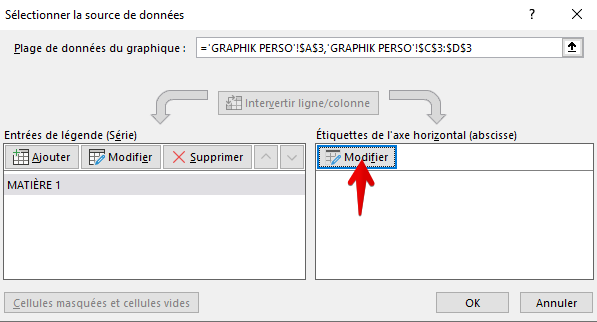 Sélectionner la source de données
Plage de données du graphique : ='GRAPHIK PERSO'!$A$3,'GRAPHIK PERSO'!$C$3:$D$3
Intervertir ligne/colonne
Entrées de légende (Série)
Ajouter Modifier Supprimer
MATIÈRE 1
Étiquettes de l'axe horizontal (abscisse)
Modifier
Cellules masquées et cellules vides
OK Annuler